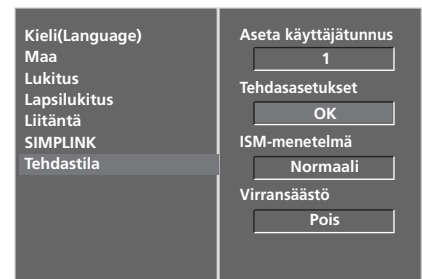 Kieli(Language)
Maa
Lukitus
Lapsilukitus
Liitäntä
SIMPLINK
Tehdastila
Aseta käyttäjätunnus
1
Tehdasasetukset
OK
ISM-menetelmä
Normaali
Virransäästö
Pois